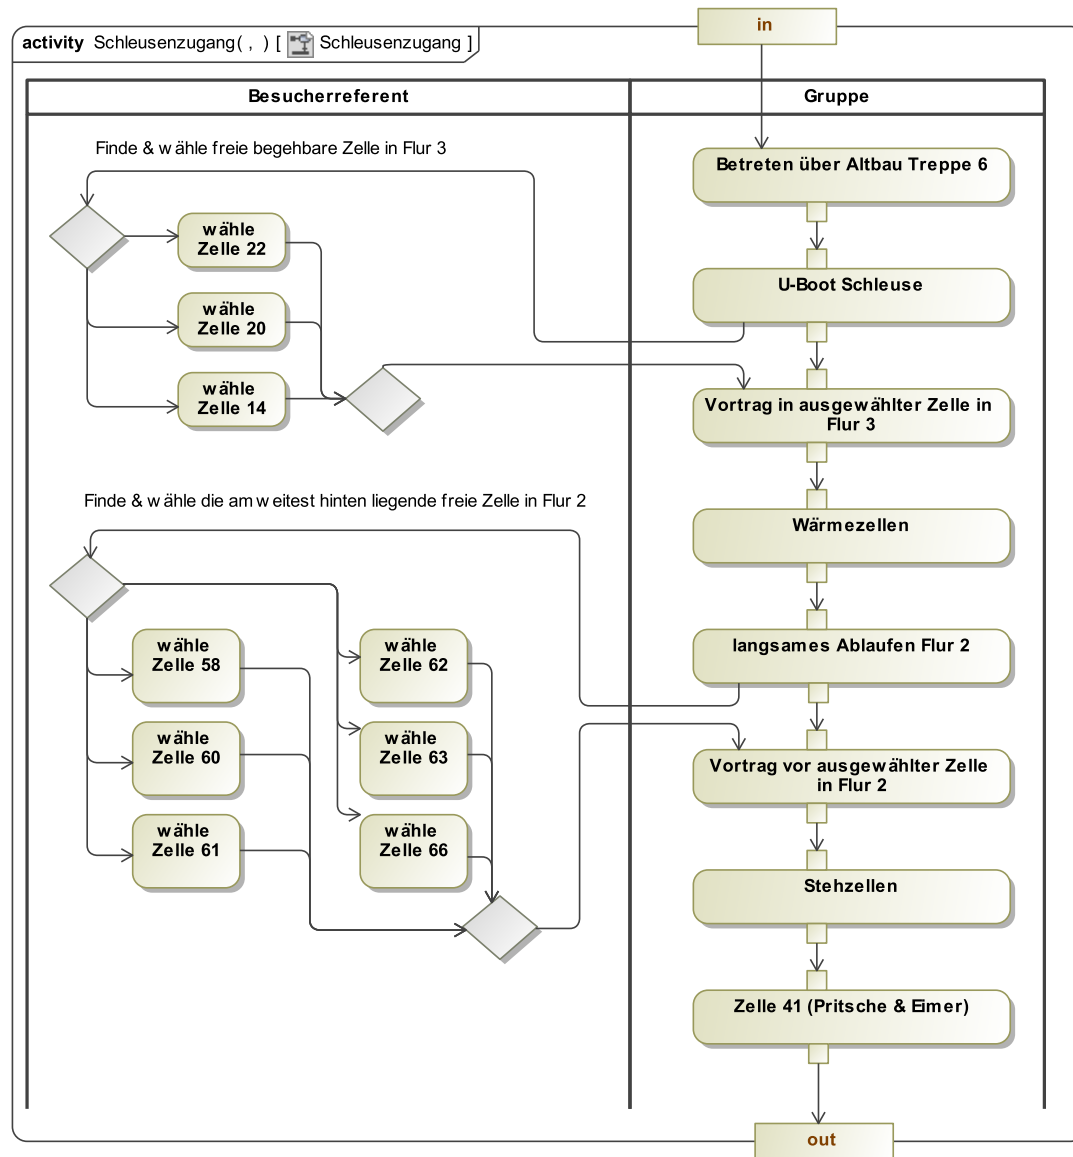 in
activity Schleusenzugang( , ) [ Schleusenzugang ]
Besucherreferent
Gruppe
Finde & wähle freie begehbare Zelle in Flur 3
wähle
Zelle 22
wähle
Zelle 20
wähle
Zelle 14
Finde & wähle die am weitest hinten liegende freie Zelle in Flur 2
wähle
Zelle 58
wähle
Zelle 60
wähle
Zelle 61
wähle
Zelle 62
wähle
Zelle 63
wähle
Zelle 66
Betreten über Altbau Treppe 6
U-Boot Schleuse
Vortrag in ausgewählter Zelle in
Flur 3
Wärmezellen
langsames Ablaufen Flur 2
Vortrag vor ausgewählter Zelle
in Flur 2
Stehzellen
Zelle 41 (Pritsche & Eimer)
out